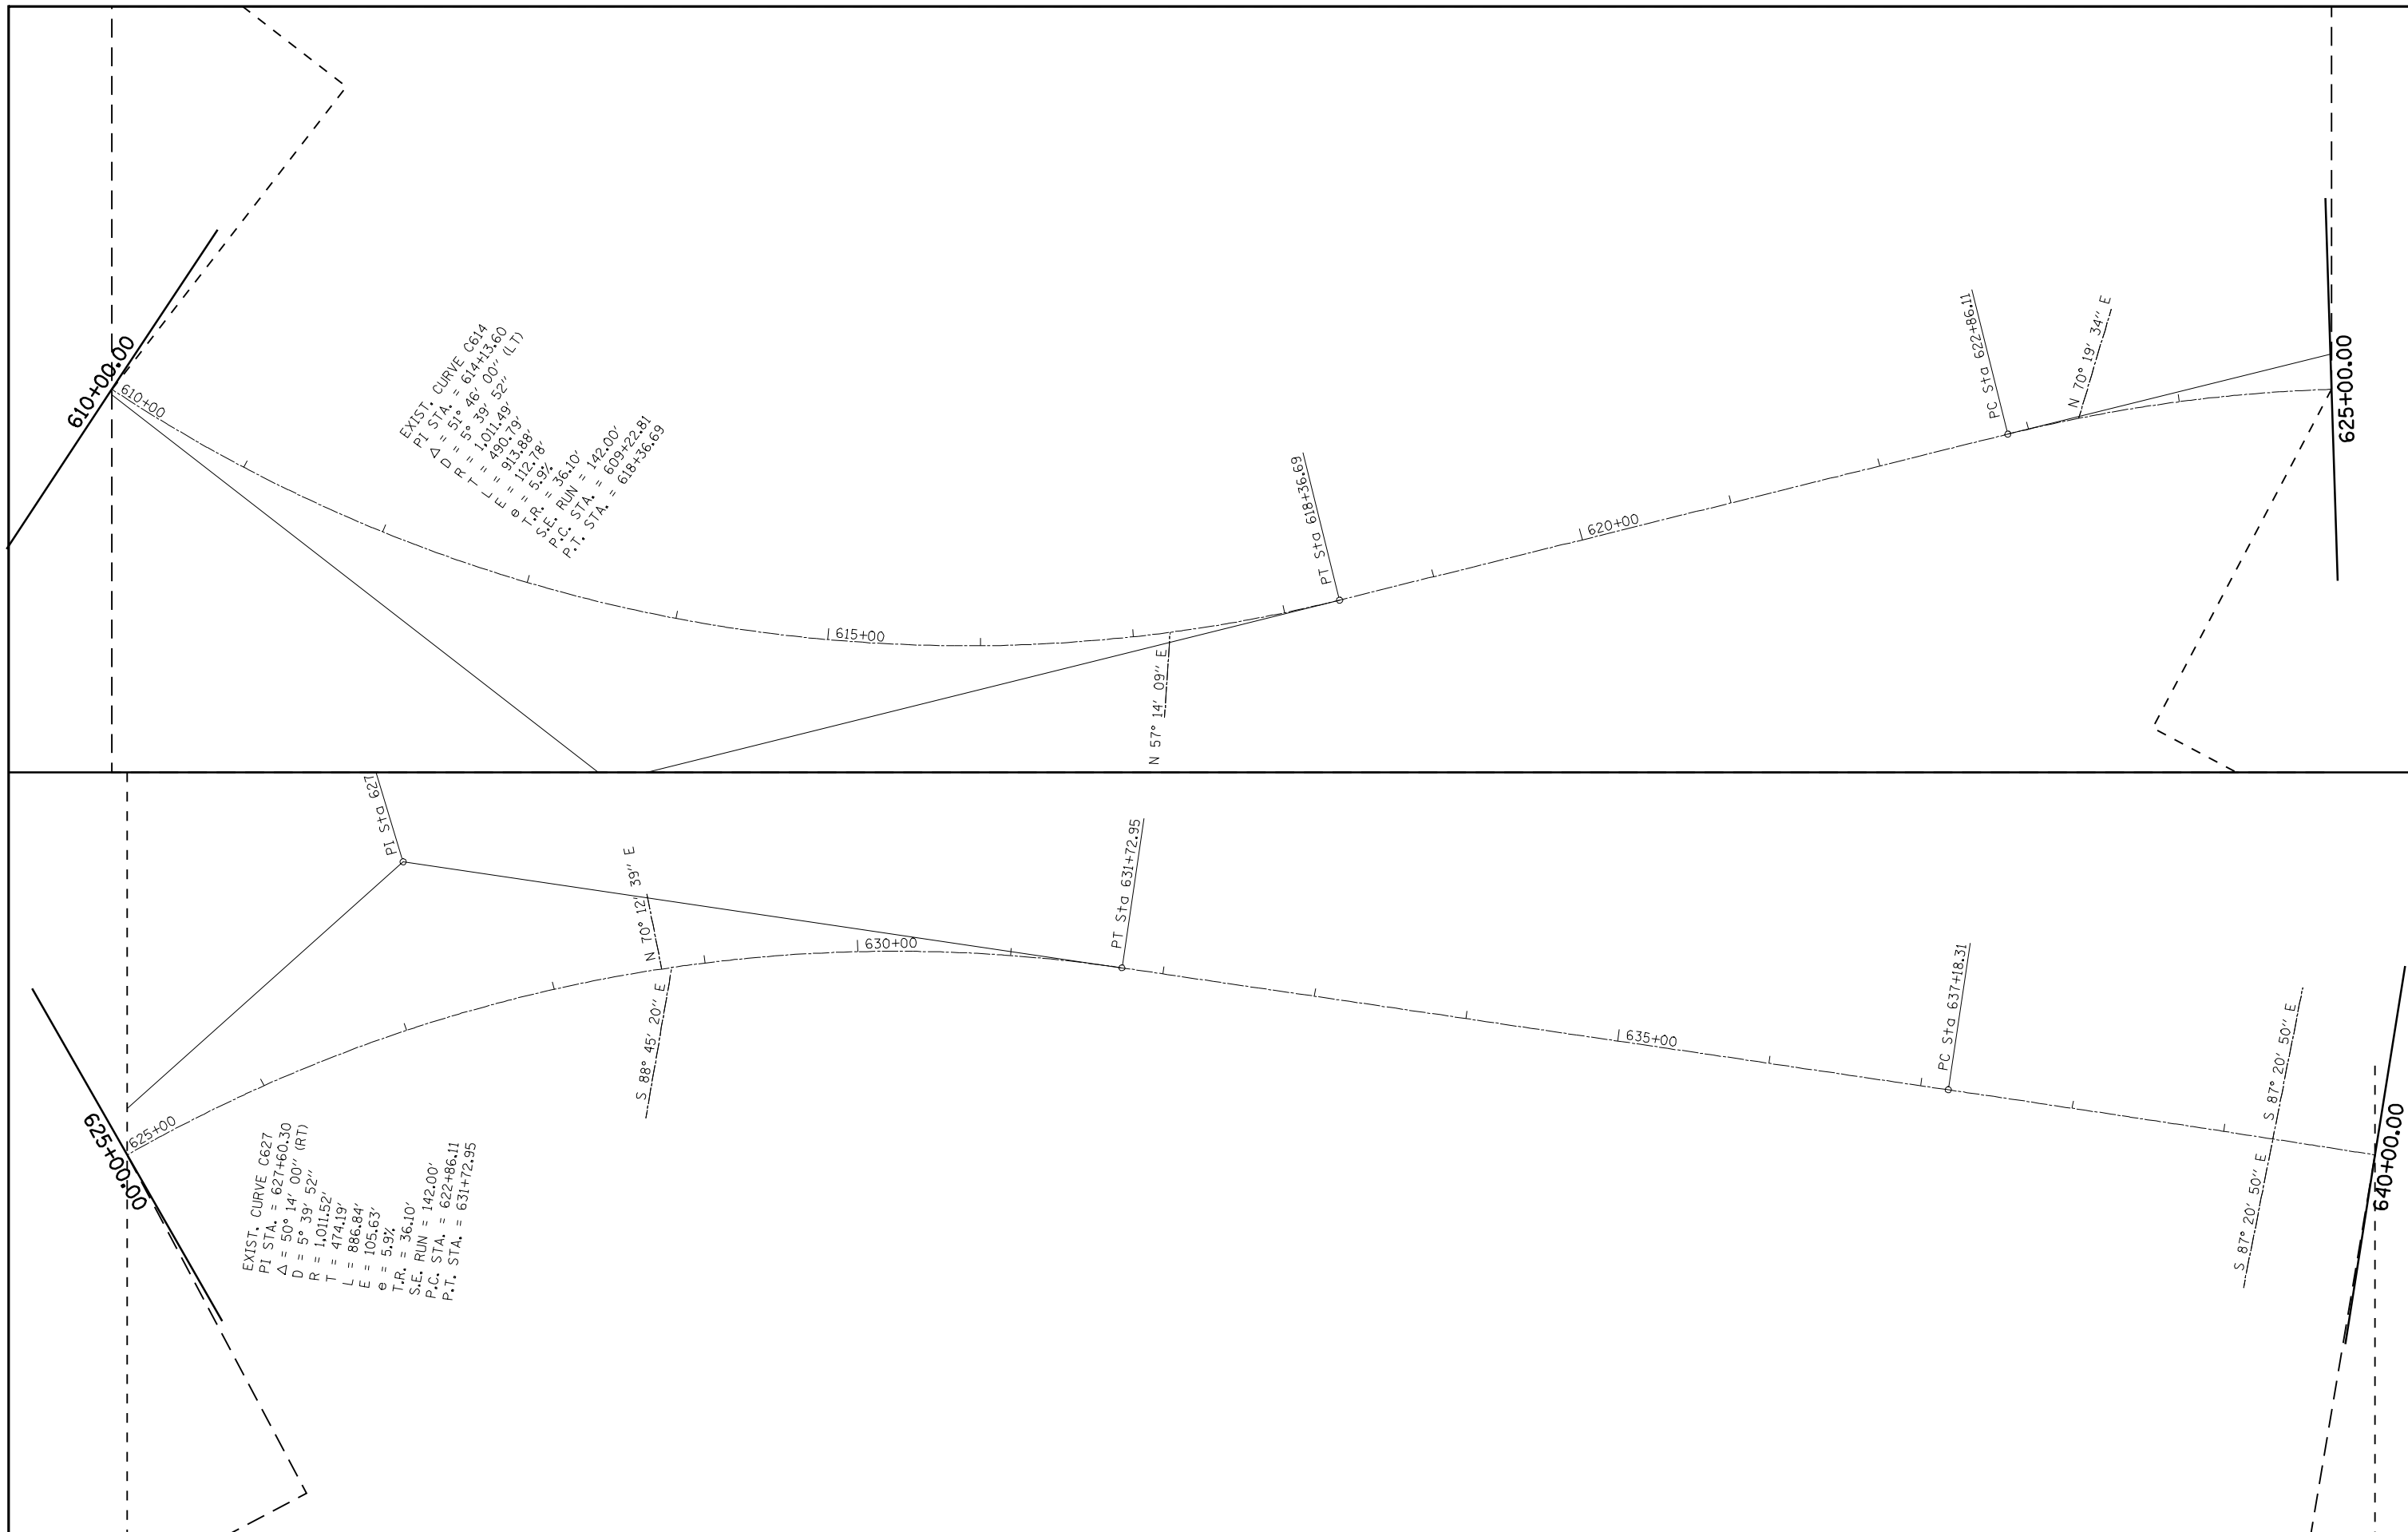 610+00.00
610+00
EXIST. CURVE C614
PI STA. = 614+13.60
Δ = 51° 46' 00" (LT)
D = 5° 39' 52"
R = 1,011.49'
T = 490.79'
L = 913.88'
E = 112.78'
e = 5.9%
T.R. = 36.10'
S.E. RUN = 142.00'
P.C. STA. = 609+22.81
P.T. STA. = 618+36.69
615+00
N 57° 14' 09" E
PT Sta 618+36.69
620+00
PC Sta 622+86.11
N 70° 19' 34" E
625+00.00
625+00.00
625+00
PI Sta 627
EXIST. CURVE C627
PI STA. = 627+60.30
Δ = 50° 14' 00" (RT)
D = 5° 39' 52"
R = 1,011.52'
T = 474.19'
L = 886.84'
E = 105.63'
e = 5.9%
T.R. = 36.10'
S.E. RUN = 142.00'
P.C. STA. = 622+86.11
P.T. STA. = 631+72.95
N 70° 12' 39" E
S 88° 45' 20" E
630+00
PT Sta 631+72.95
635+00
PC Sta 637+18.31
S 87° 20' 50" E
S 87° 20' 50" E
640+00.00